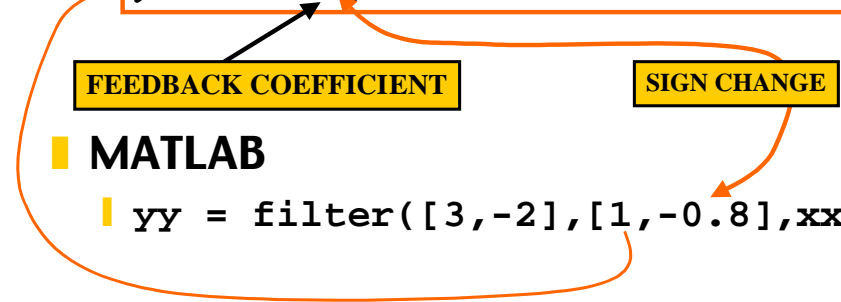 FEEDBACK COEFFICIENT
SIGN CHANGE
MATLAB
yy = filter([3,-2],[1,-0.8],xx